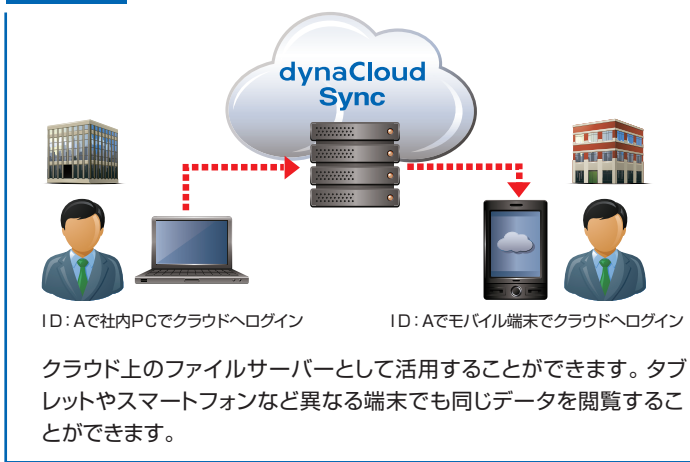 dynaCloud
Sync
ID：Aで社内PCでクラウドへログイン
ID：Aでモバイル端末でクラウドへログイン
クラウド上のファイルサーバーとして活用することができます。タブ
レットやスマートフォンなど異なる端末でも同じデータを閲覧するこ
とができます。